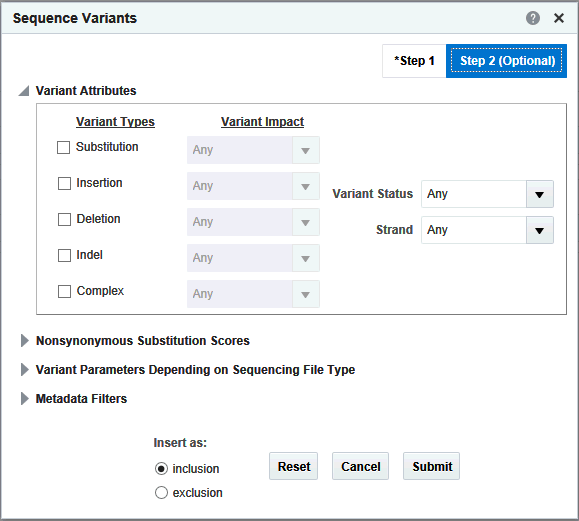 Sequence Variants
*Step 1 Step 2 (Optional)
Variant Attributes
Variant Types Variant Impact
Substitution Any
Insertion Any
Variant Status Any
Deletion Any
Strand Any
Indel Any
Complex Any
Nonsynonymous Substitution Scores
Variant Parameters Depending on Sequencing File Type
Metadata Filters
Insert as:
inclusion
exclusion
Reset Cancel Submit